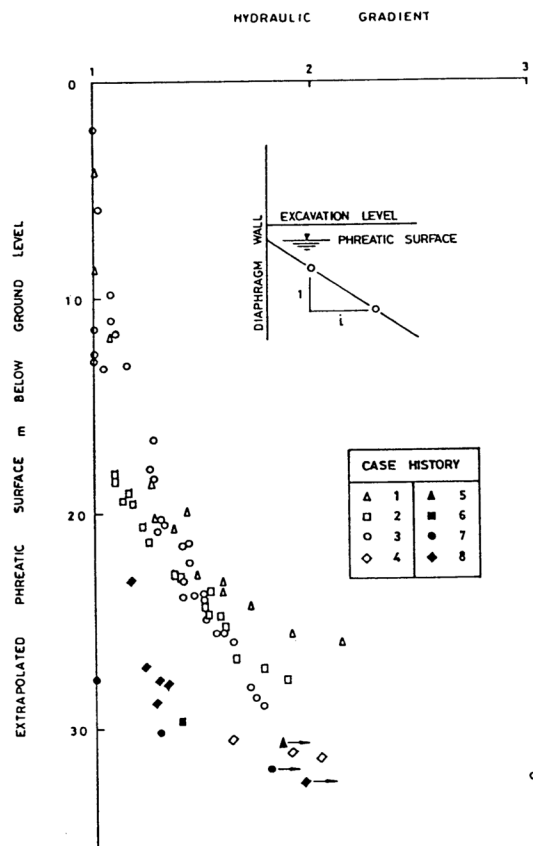 HYDRAULIC GRADIENT
1 2 3
0
10
20
30
EXTRAPOLATED PHREATIC SURFACE m BELOW GROUND LEVEL
DIAPHRAGM WALL
EXCAVATION LEVEL
PHREATIC SURFACE
1
i
CASE HISTORY
1 5
2 6
3 7
4 8